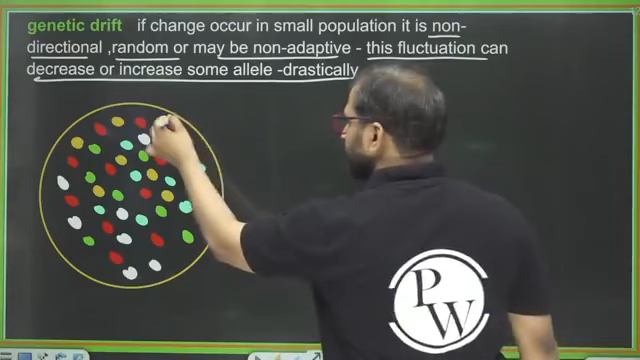 genetic drift if change occur in small population it is non-
directional ,random or may be non-adaptive - this fluctuation can
decrease or increase some allele -drastically
P
W